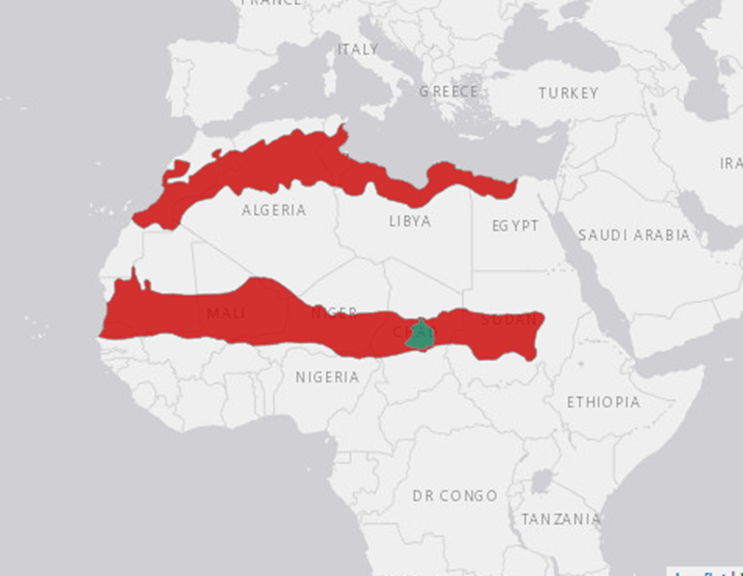 FRANCE
ITALY
GREECE
TURKEY
IRA
ALGERIA
LIBYA
EGYPT
SAUDI ARABIA
MALI
NIGER
CHAD
SUDAN
NIGERIA
ETHIOPIA
DR CONGO
TANZANIA